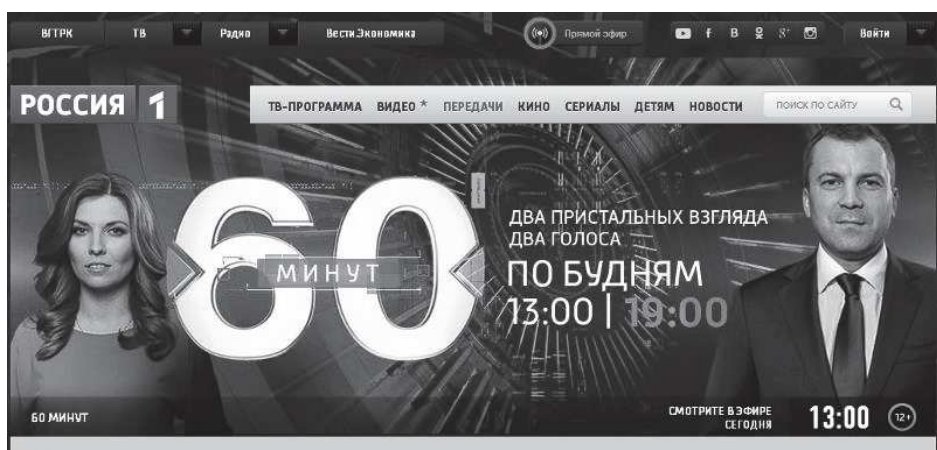 ВГТРК ТВ Радио Вести.Экономика Прямой эфир f B 8+ Войти
РОССИЯ 1
ТВ-ПРОГРАММА ВИДЕО * ПЕРЕДАЧИ КИНО СЕРИАЛЫ ДЕТЯМ НОВОСТИ ПОИСК ПО САЙТУ
60
МИНУТ
ДВА ПРИСТАЛЬНЫХ ВЗГЛЯДА
ДВА ГОЛОСА
ПО БУДНЯМ
13:00 | 19:00
60 МИНУТ
СМОТРИТЕ В ЭФИРЕ
СЕГОДНЯ
13:00 12+